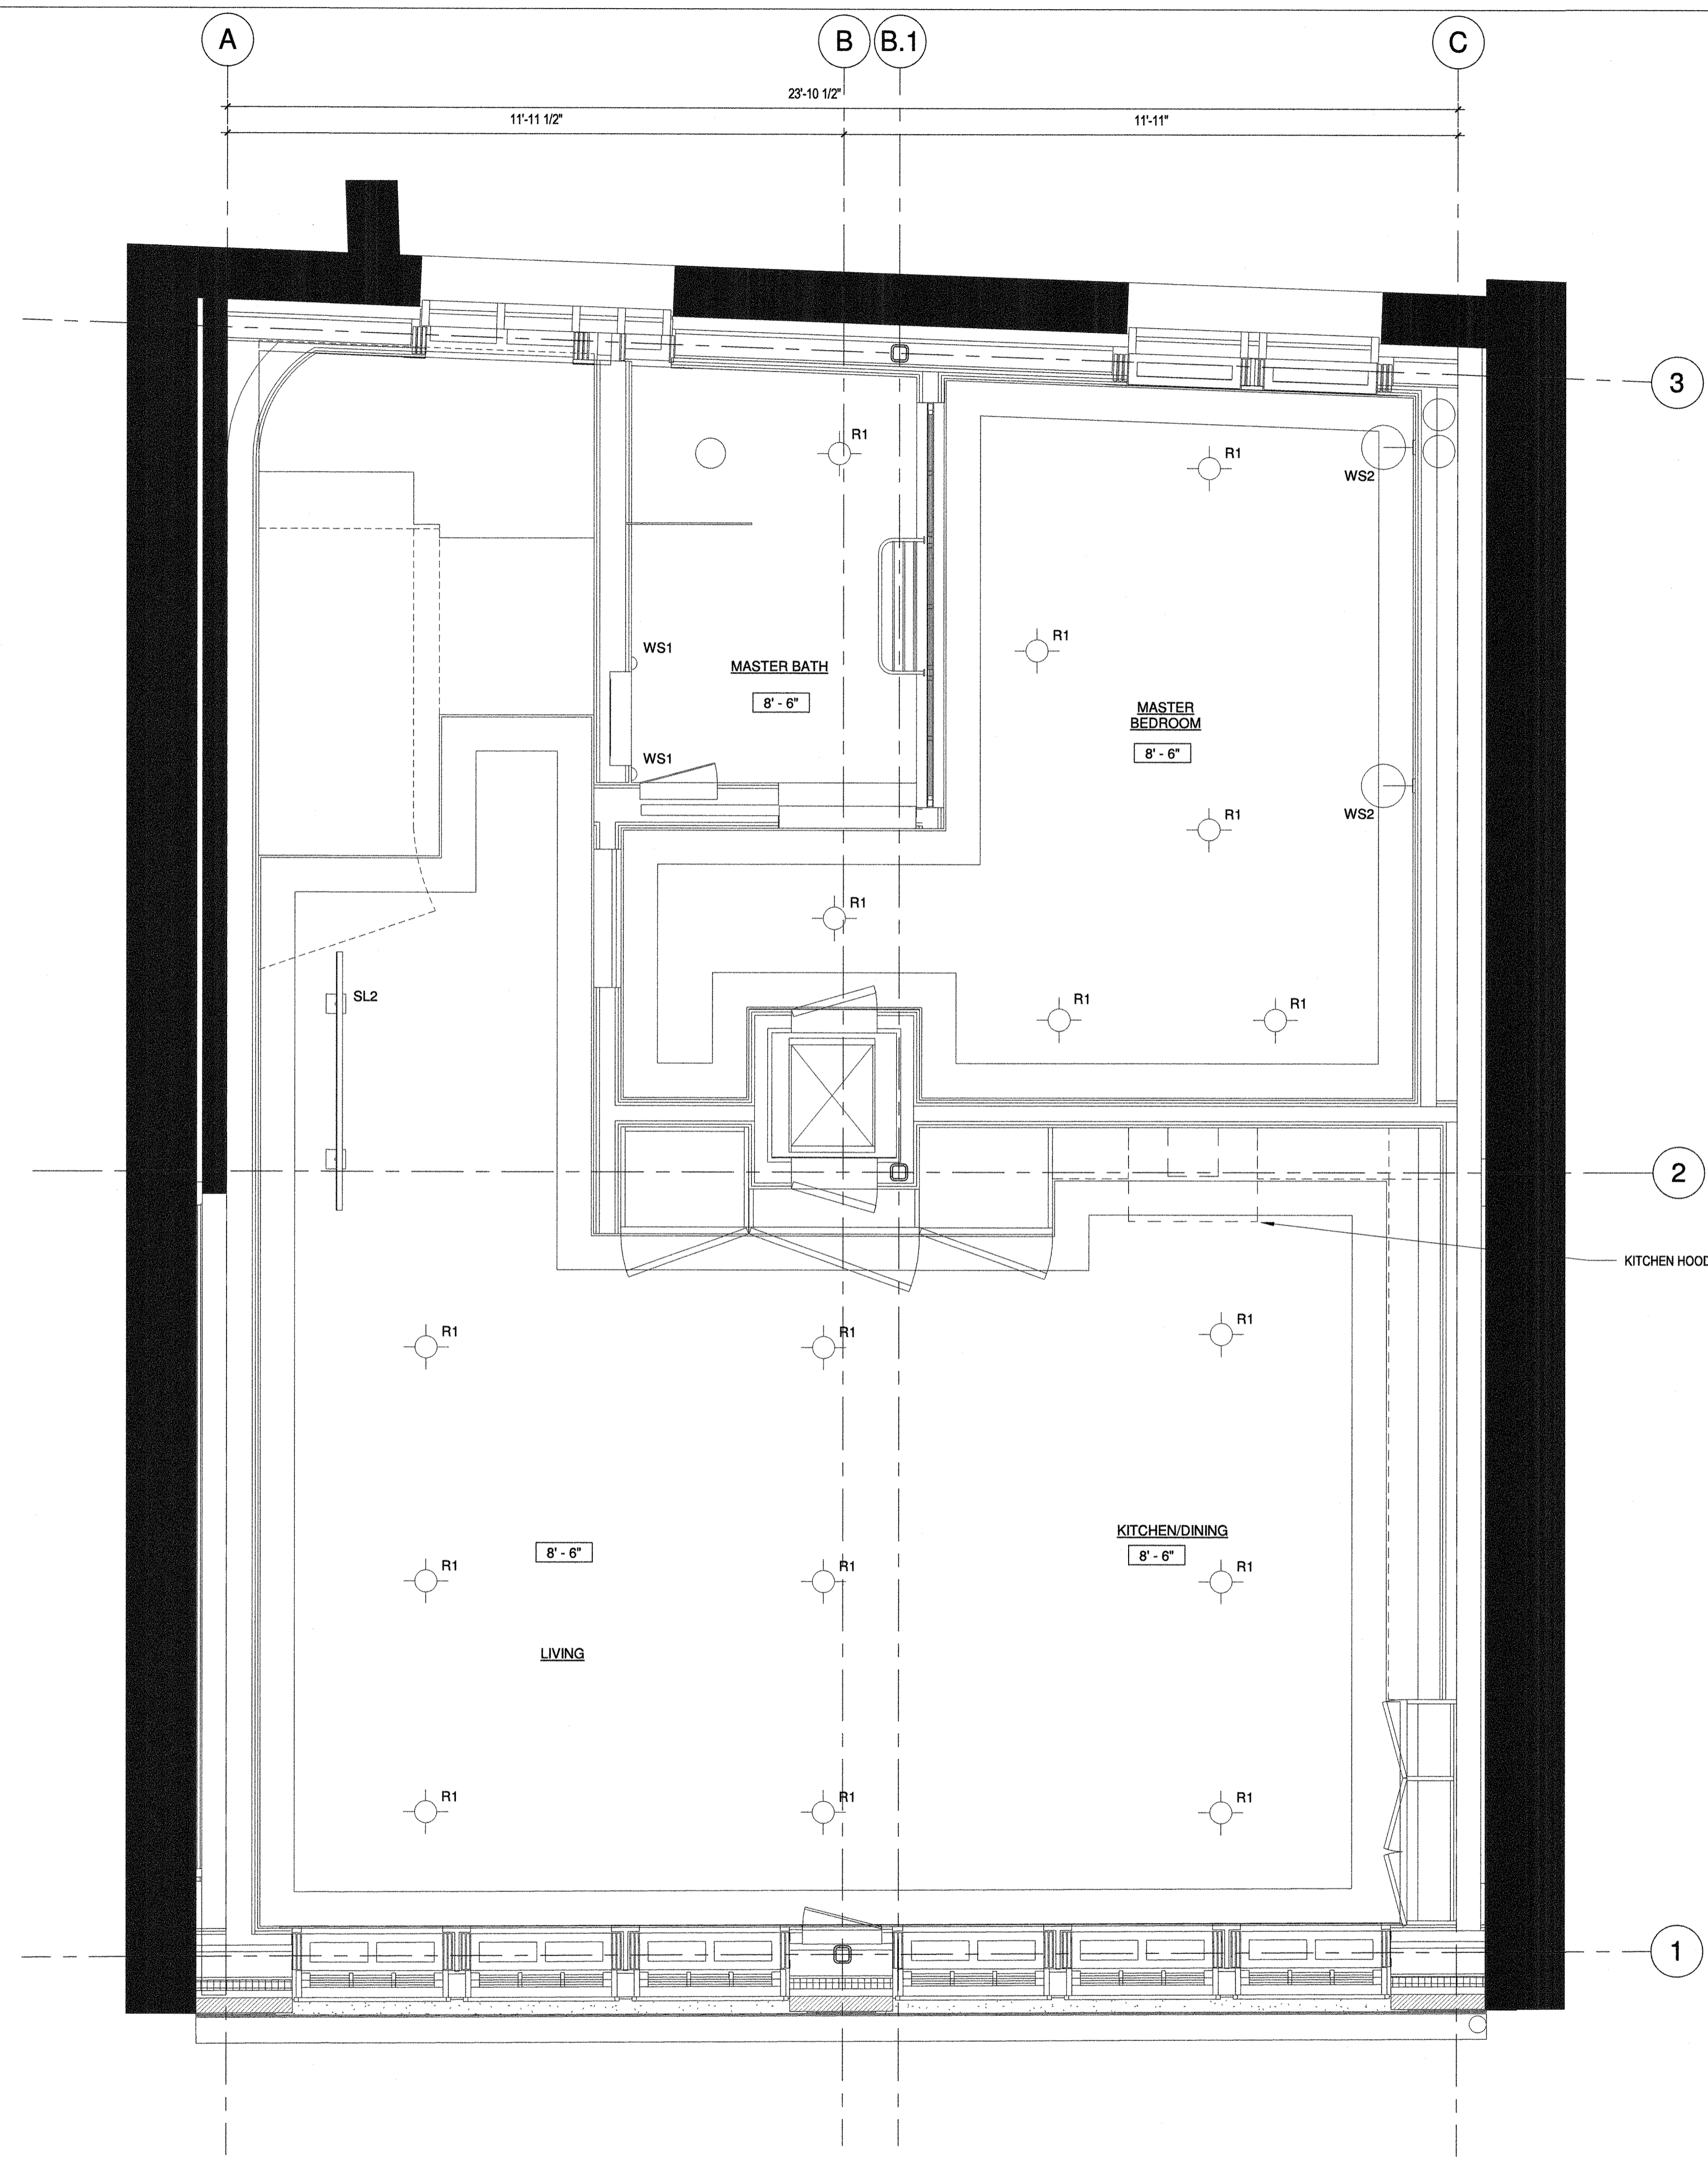 A
B
B.1
C
23'-10 1/2"
11'-11 1/2"
11'-11"
3
R1
R1
WS2
R1
WS1
MASTER BATH
8' - 6"
MASTER
BEDROOM
8' - 6"
WS1
WS2
R1
R1
SL2
R1
R1
2
KITCHEN HOOD
R1
R1
R1
KITCHEN/DINING
8' - 6"
8' - 6"
R1
R1
R1
LIVING
R1
R1
R1
1